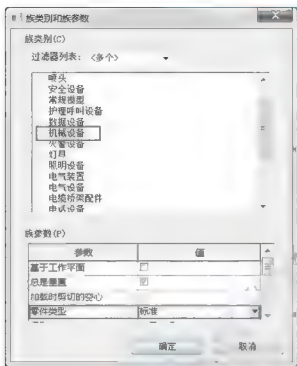 族类别和族参数
族类别(C)
过滤器列表: <多个>
喷头
安全设备
常规模型
护理呼叫设备
数据设备
机械设备
火警设备
灯具
照明设备
电气装置
电气设备
电缆桥架配件
电话设备
族参数(P)
参数 值
基于工作平面
总是垂直
加载时剪切的空心
零件类型 标准
确定 取消